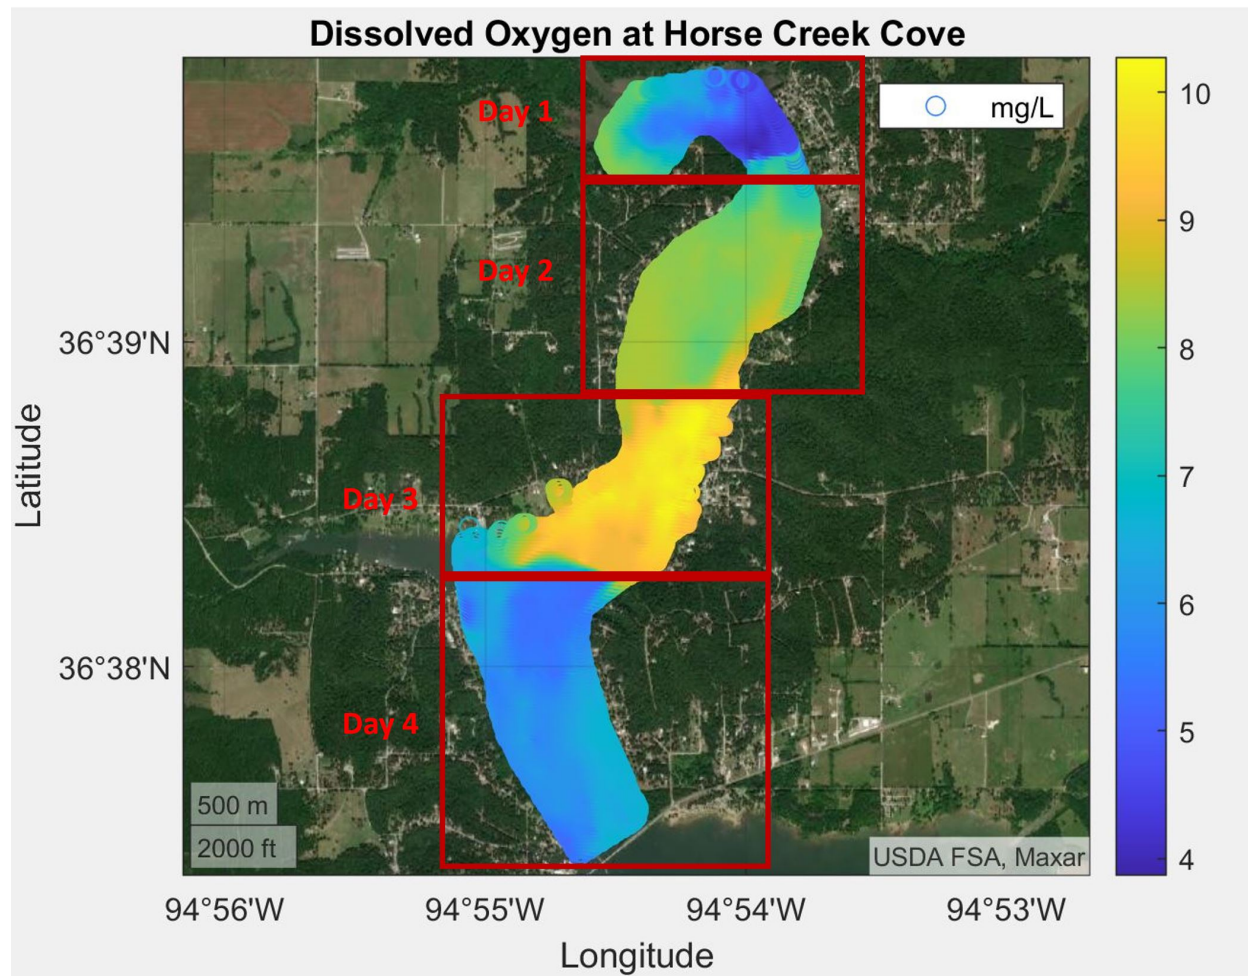 Dissolved Oxygen at Horse Creek Cove
Day 1
mg/L
Day 2
Day 3
Day 4
Latitude
36°39'N
36°38'N
500 m
2000 ft
USDA FSA, Maxar
94°56'W
94°55'W
94°54'W
94°53'W
Longitude
10
9
8
7
6
5
4